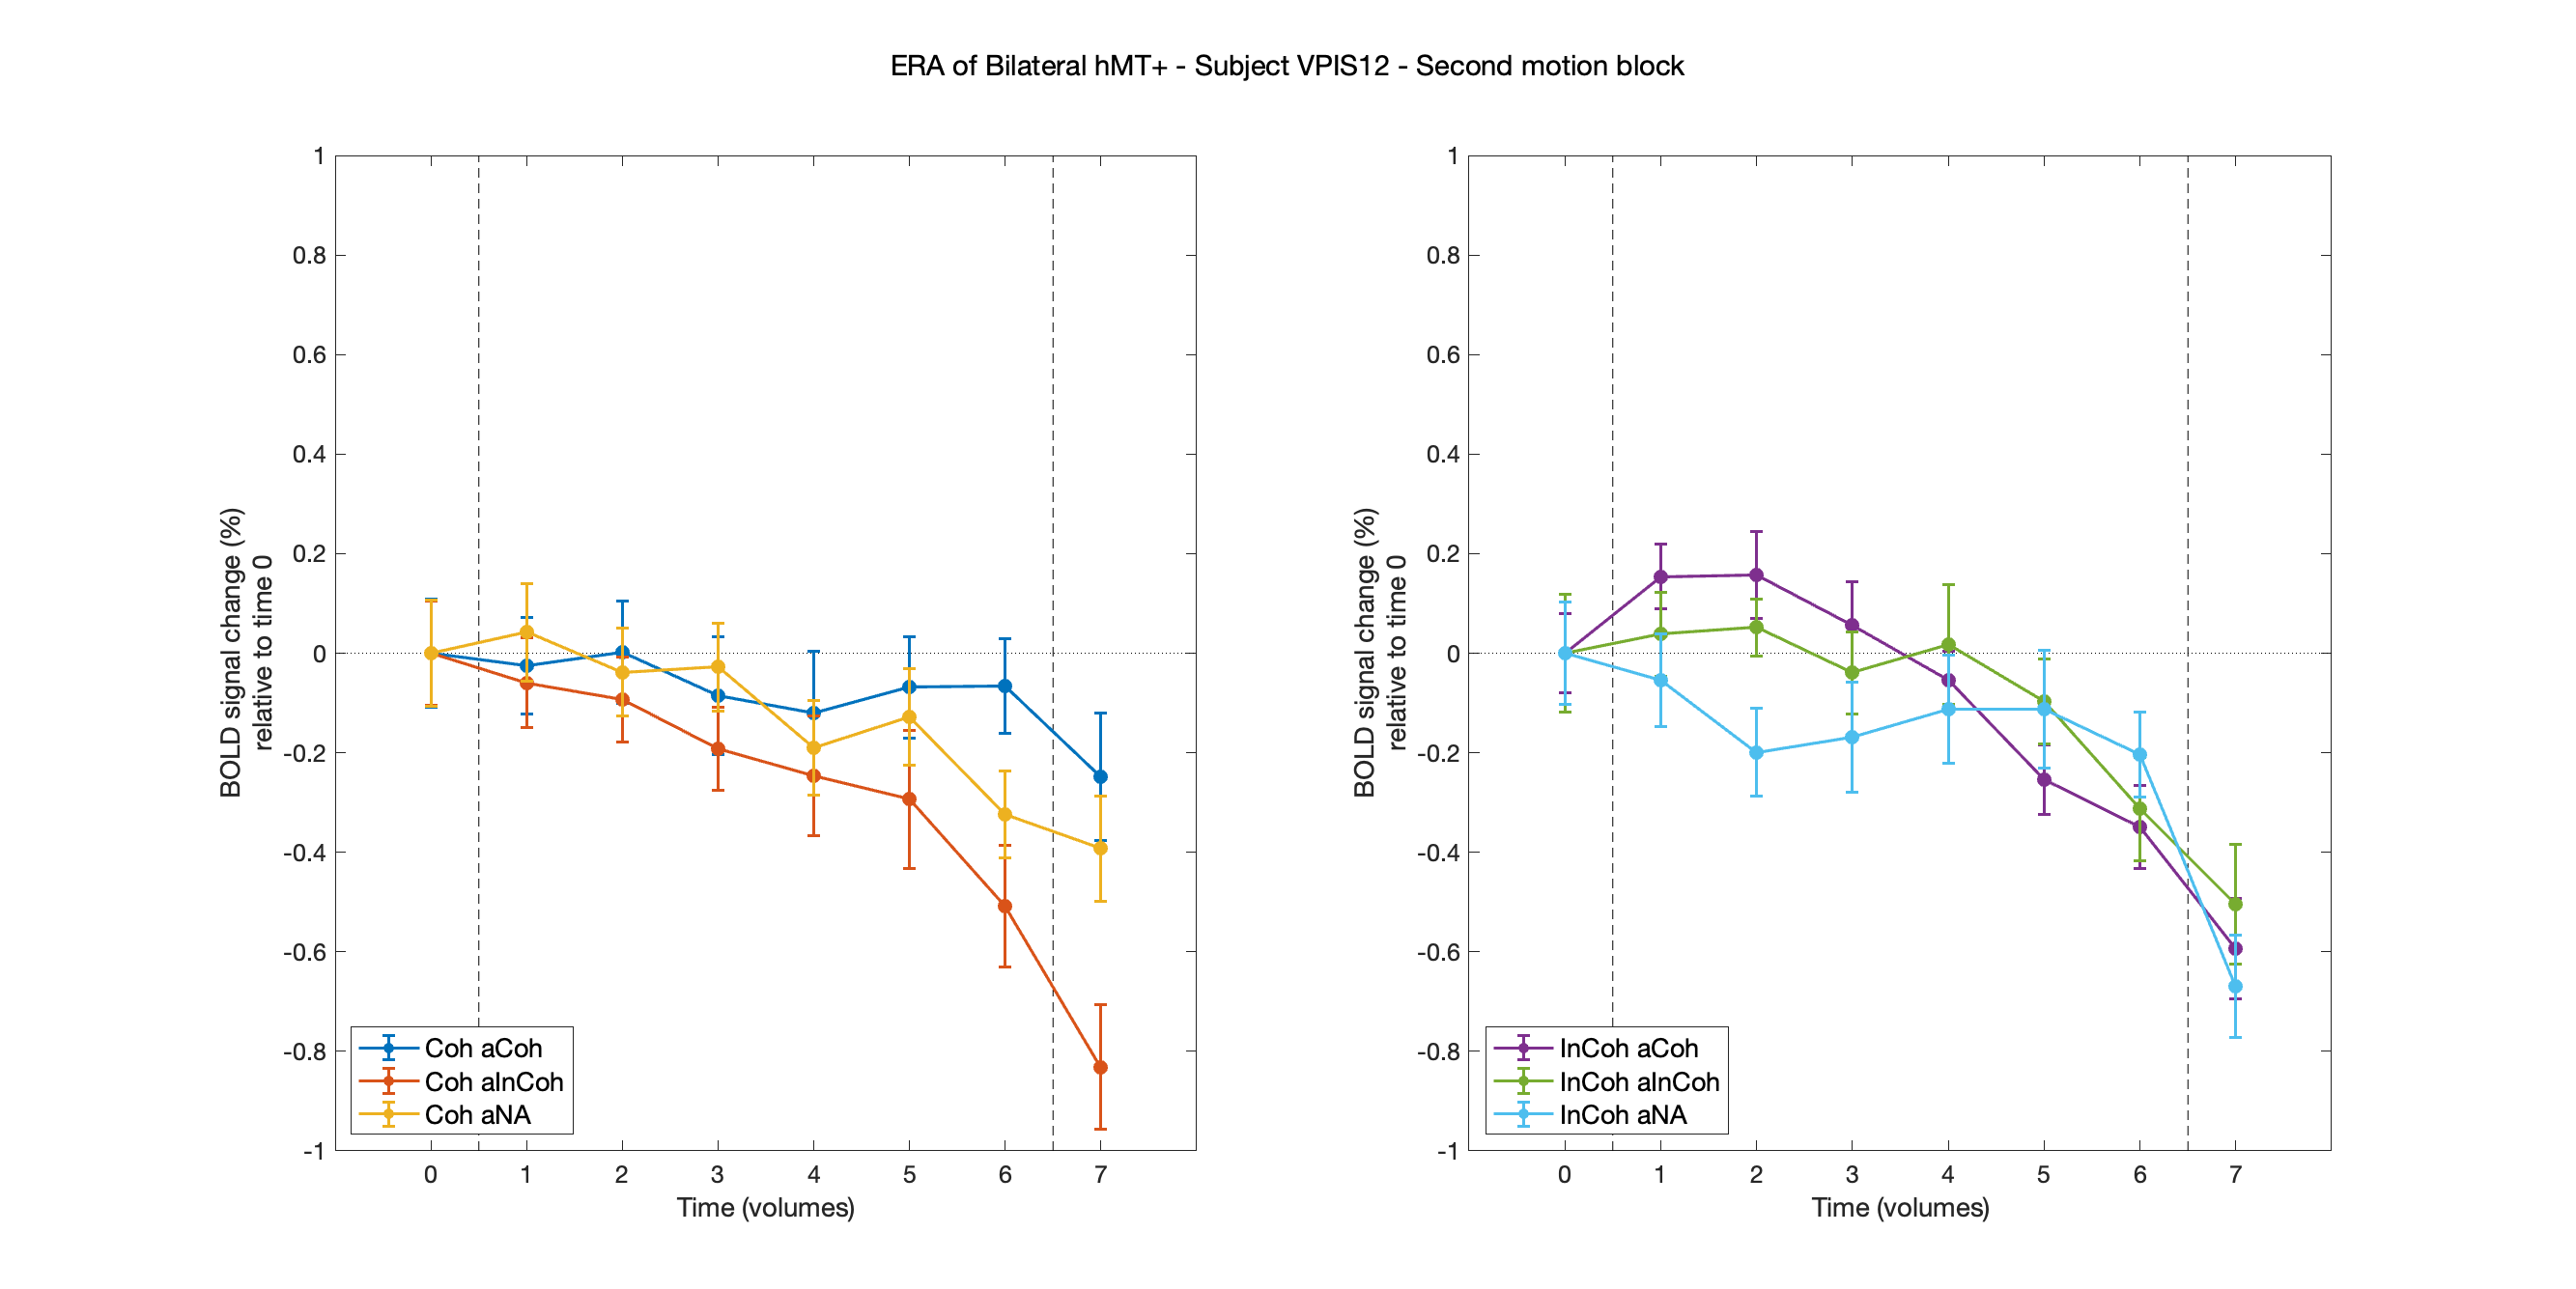 ERA of Bilateral hMT+ - Subject VPIS12 - Second motion block
BOLD signal change (%)
relative to time 0
1
0.8
0.6
0.4
0.2
0
-0.2
-0.4
-0.6
-0.8
-1
Coh aCoh
Coh aInCoh
Coh aNA
0 1 2 3 4 5 6 7
Time (volumes)
BOLD signal change (%)
relative to time 0
1
0.8
0.6
0.4
0.2
0
-0.2
-0.4
-0.6
-0.8
-1
InCoh aCoh
InCoh aInCoh
InCoh aNA
0 1 2 3 4 5 6 7
Time (volumes)